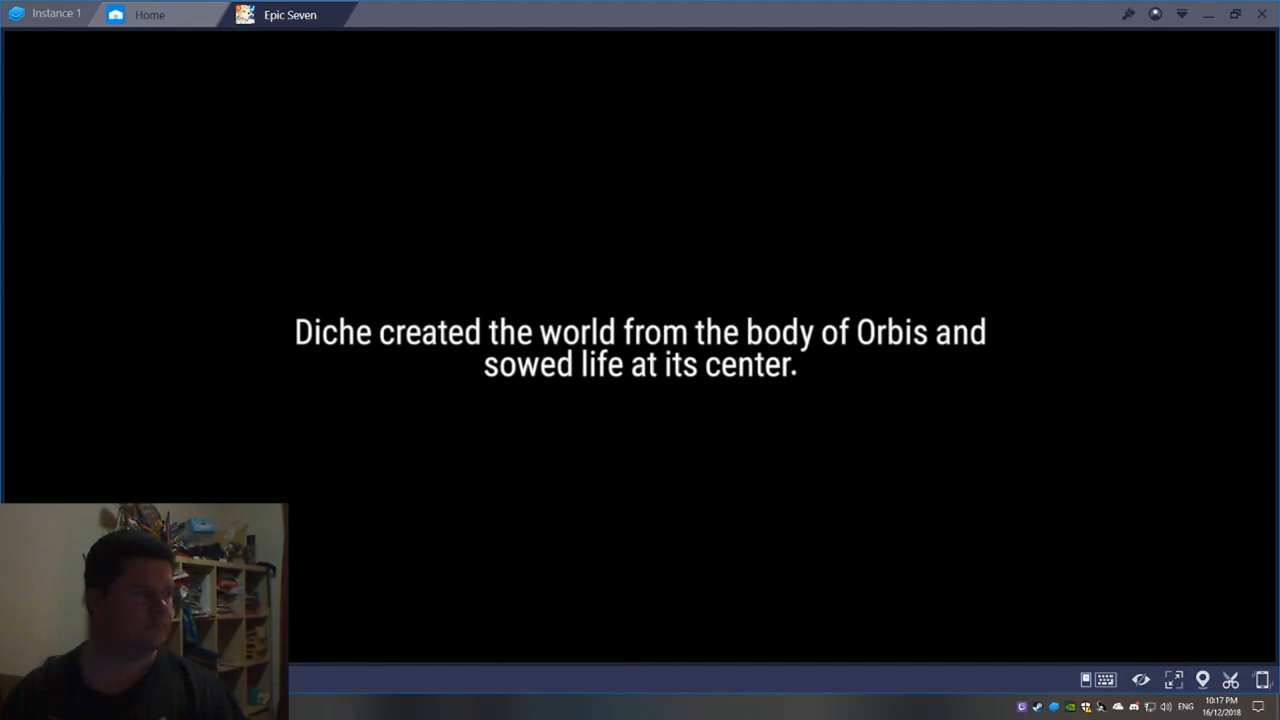 Instance 1
Home
Epic Seven
Diche created the world from the body of Orbis and
sowed life at its center.
ENG
10:17 PM
16/12/2018